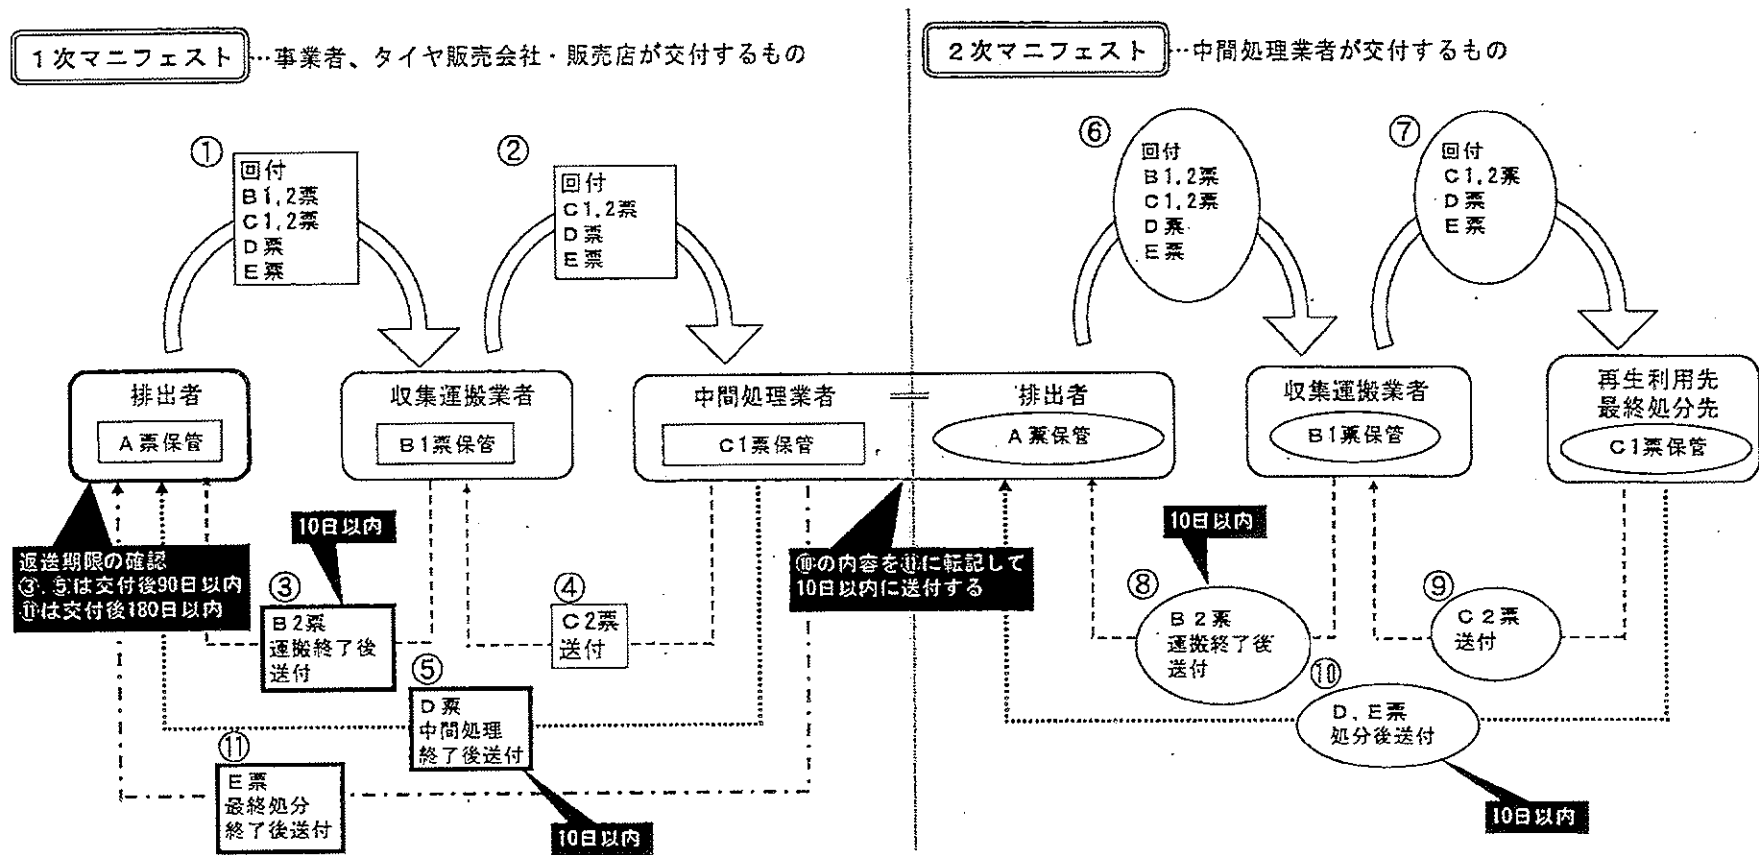 1次マニフェスト…事業者、タイヤ販売会社・販売店が交付するもの
①
回付
B1,2票
C1,2票
D票
E票
②
回付
C1,2票
D票
E票
排出者
A票保管
収集運搬業者
B1票保管
中間処理業者
C1票保管
返送期限の確認
③,⑤は交付後90日以内
⑪は交付後180日以内
10日以内
③
B2票
運搬終了後
送付
④
C2票
送付
⑤
D票
中間処理
終了後送付
10日以内
⑪
E票
最終処分
終了後送付
2次マニフェスト…中間処理業者が交付するもの
⑥
回付
B1,2票
C1,2票
D票
E票
⑦
回付
C1,2票
D票
E票
=
排出者
A票保管
収集運搬業者
B1票保管
再生利用先
最終処分先
C1票保管
⑩の内容を⑪に転記して
10日以内に送付する
10日以内
⑧
B2票
運搬終了後
送付
⑨
C2票
送付
⑩
D,E票
処分後送付
10日以内